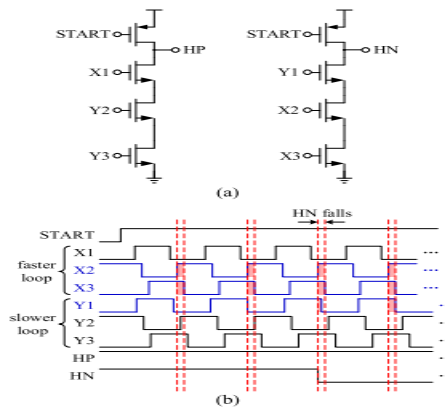 START
HP
X1
Y2
Y3
START
HN
Y1
X2
X3
(a)
HN falls
START
faster loop
X1
X2
X3
slower loop
Y1
Y2
Y3
HP
HN
(b)